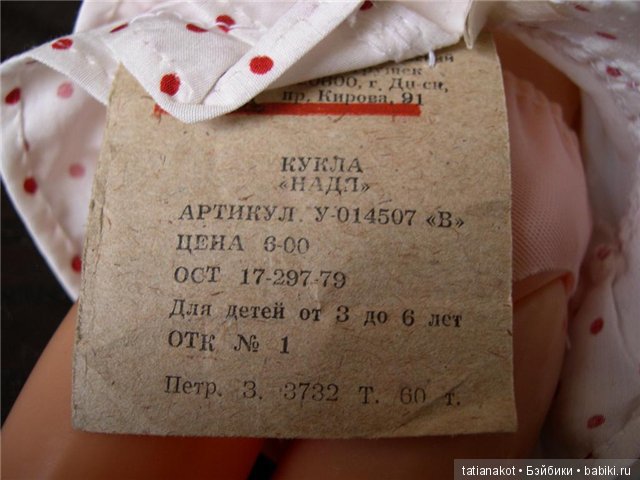 пр. Кирова, 91
КУКЛА
«НАДЯ»
АРТИКУЛ У-014507 «В»
ЦЕНА 6-00
ОСТ 17-297-79
Для детей от 3 до 6 лет
ОТК № 1
Петр. З. 3732 Т. 60 т.
tatianakot • Бэйбики • babiki.ru